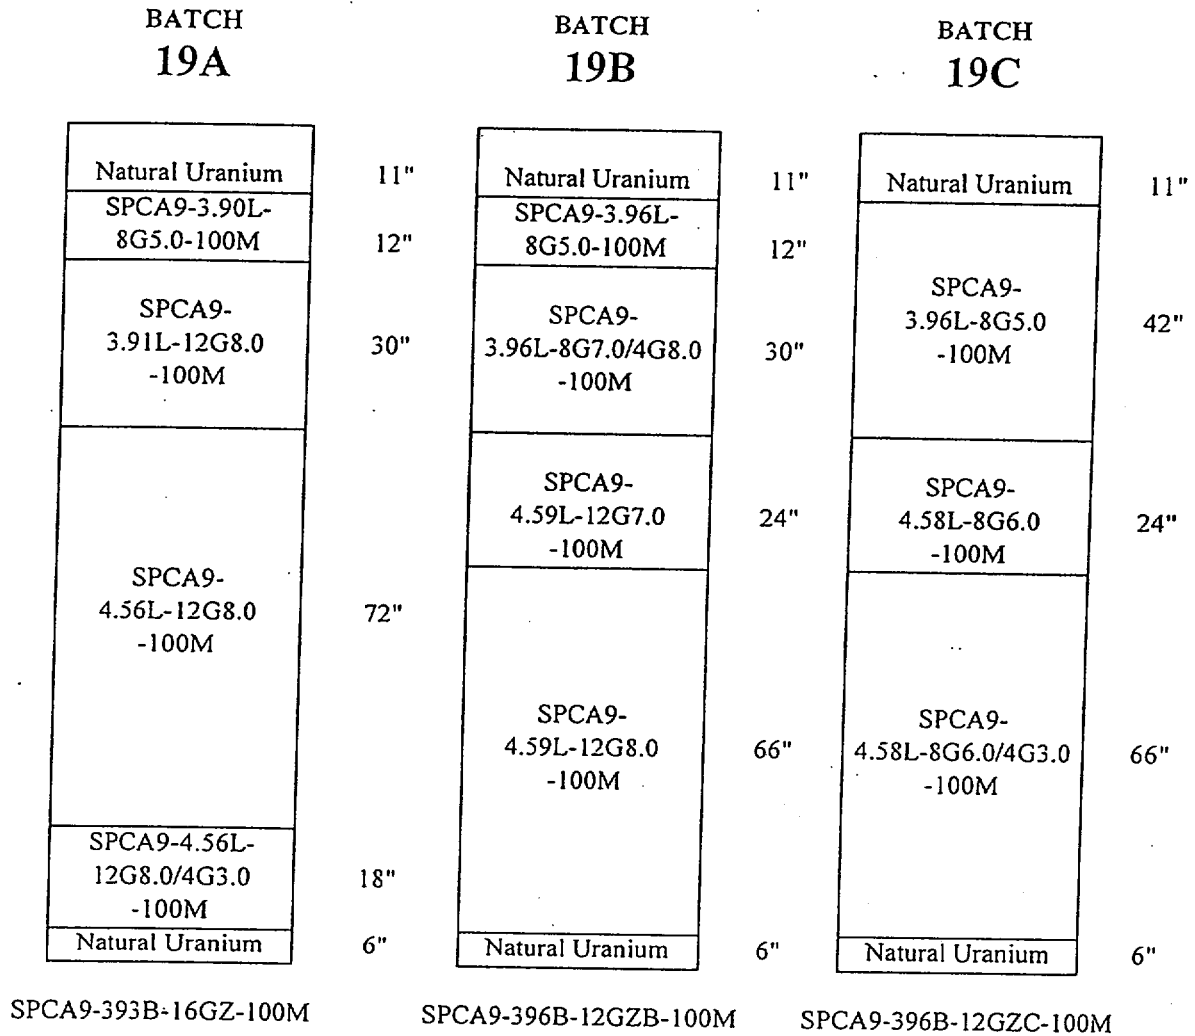 BATCH
19A
Natural Uranium
11"
SPCA9-3.90L-
8G5.0-100M
12"
SPCA9-
3.91L-12G8.0
-100M
30"
SPCA9-
4.56L-12G8.0
-100M
72"
SPCA9-4.56L-
12G8.0/4G3.0
-100M
18"
Natural Uranium
6"
SPCA9-393B-16GZ-100M
BATCH
19B
Natural Uranium
11"
SPCA9-3.96L-
8G5.0-100M
12"
SPCA9-
3.96L-8G7.0/4G8.0
-100M
30"
SPCA9-
4.59L-12G7.0
-100M
24"
SPCA9-
4.59L-12G8.0
-100M
66"
Natural Uranium
6"
SPCA9-396B-12GZB-100M
BATCH
19C
Natural Uranium
11"
SPCA9-
3.96L-8G5.0
-100M
42"
SPCA9-
4.58L-8G6.0
-100M
24"
SPCA9-
4.58L-8G6.0/4G3.0
-100M
66"
Natural Uranium
6"
SPCA9-396B-12GZC-100M